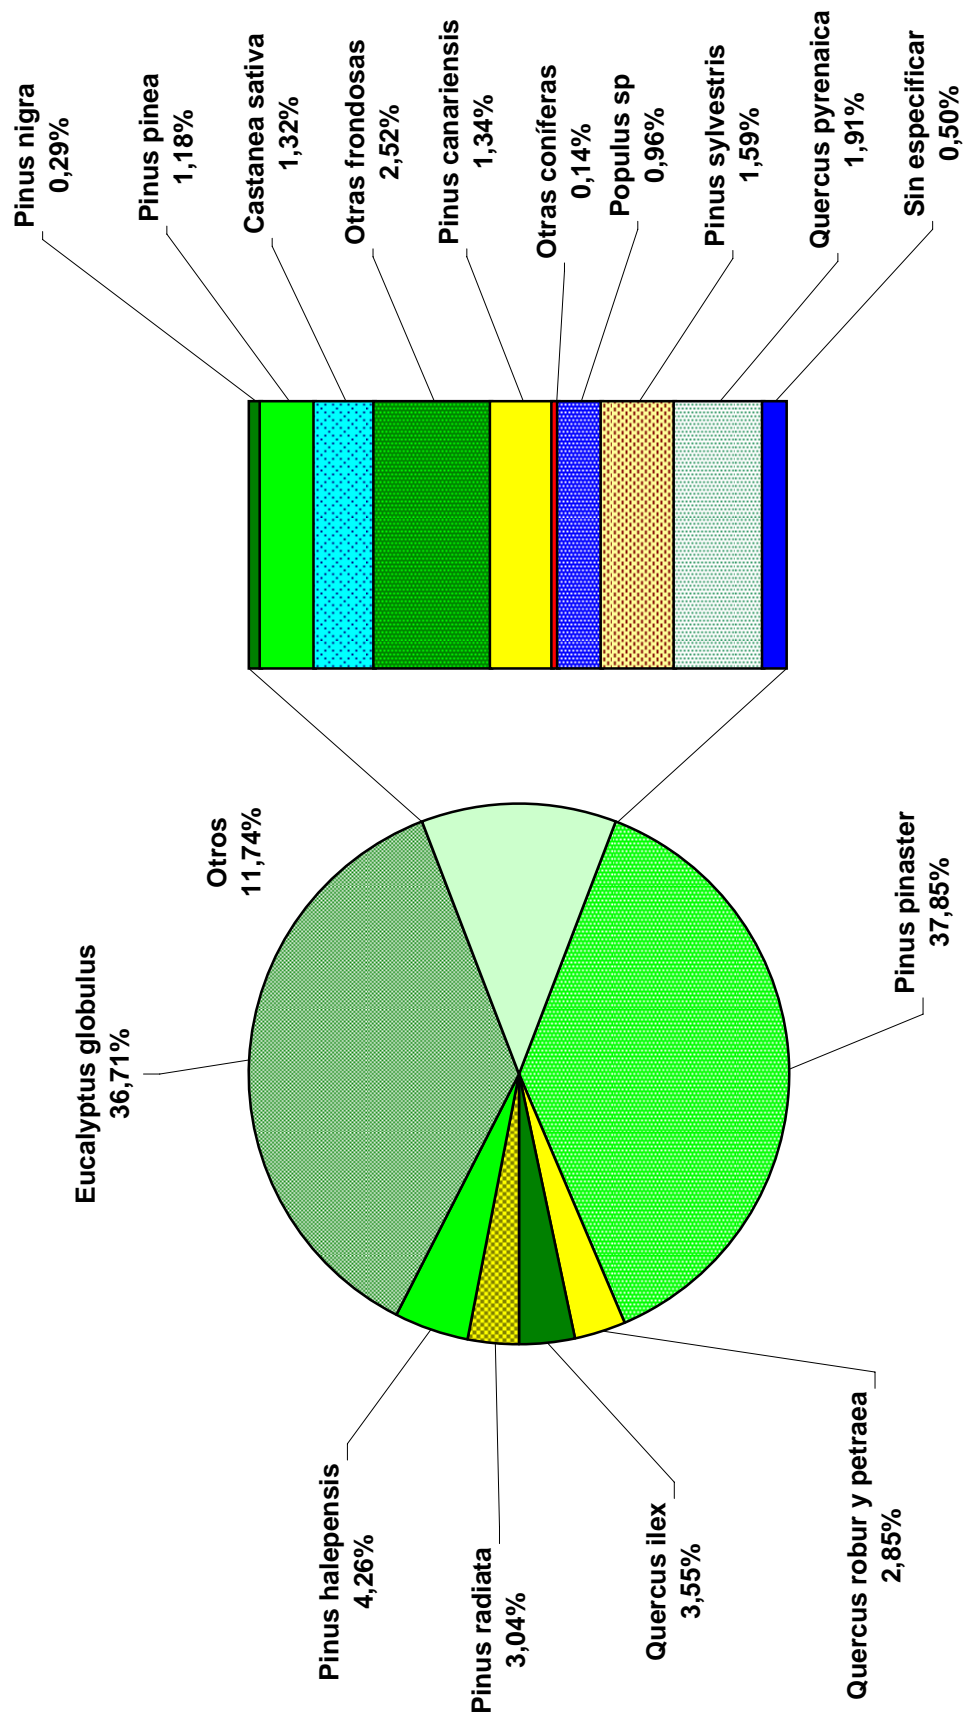 Eucalyptus globulus
36,71%
Otros
11,74%
Pinus pinaster
37,85%
Quercus robur y petraea
2,85%
Quercus ilex
3,55%
Pinus radiata
3,04%
Pinus halepensis
4,26%
Pinus nigra
0,29%
Pinus pinea
1,18%
Castanea sativa
1,32%
Otras frondosas
2,52%
Pinus canariensis
1,34%
Otras coníferas
0,14%
Populus sp
0,96%
Pinus sylvestris
1,59%
Quercus pyrenaica
1,91%
Sin especificar
0,50%